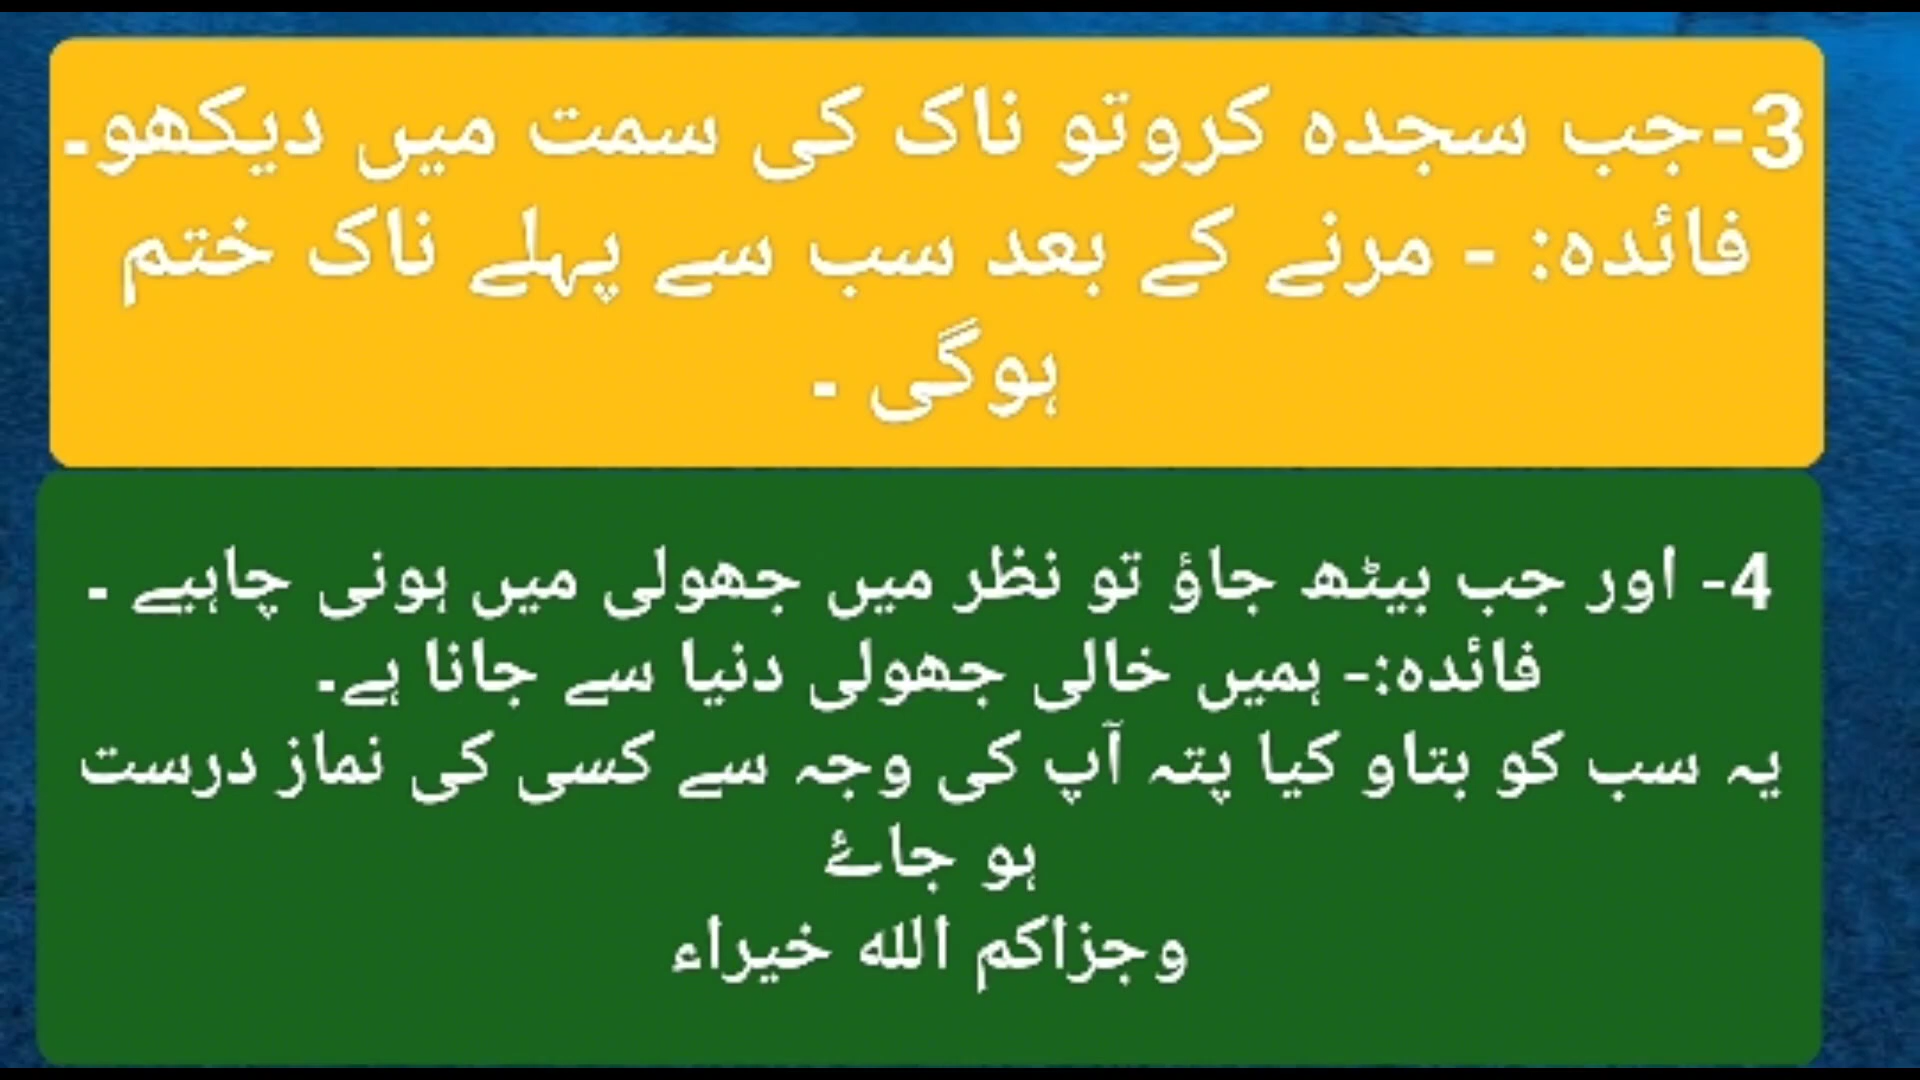 3-جب سجدہ کروتو ناک کی سمت میں دیکھو۔
فائدہ: - مرنے کے بعد سب سے پہلے ناک ختم
ہوگی ۔
4- اور جب بیٹھ جاؤ تو نظر میں جھولی میں ہونی چاہیے ۔
فائدہ:- ہمیں خالی جھولی دنیا سے جانا ہے۔
یہ سب کو بتاو کیا پتہ آپ کی وجہ سے کسی کی نماز درست
ہو جاۓ
وجزاکم الله خیراء